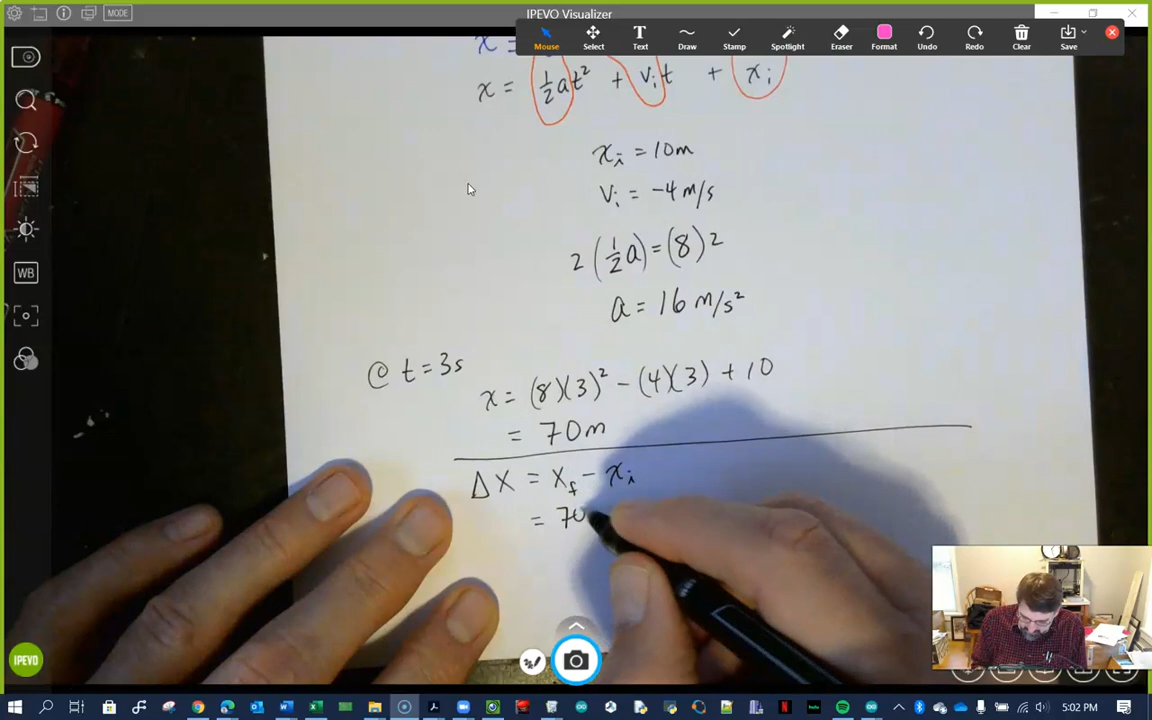 IPEVO Visualizer
MODE
Mouse Select Text Draw Stamp Spotlight Eraser Format Undo Redo Clear Save
x =
x = ½at² + vᵢt + xᵢ
xᵢ = 10m
vᵢ = -4 m/s
2 (½a) = (8) 2
a = 16 m/s²
@ t = 3s
x = (8)(3)² - (4)(3) + 10
= 70m
Δx = x_f - xᵢ
= 70
WB
IPEVO
5:02 PM